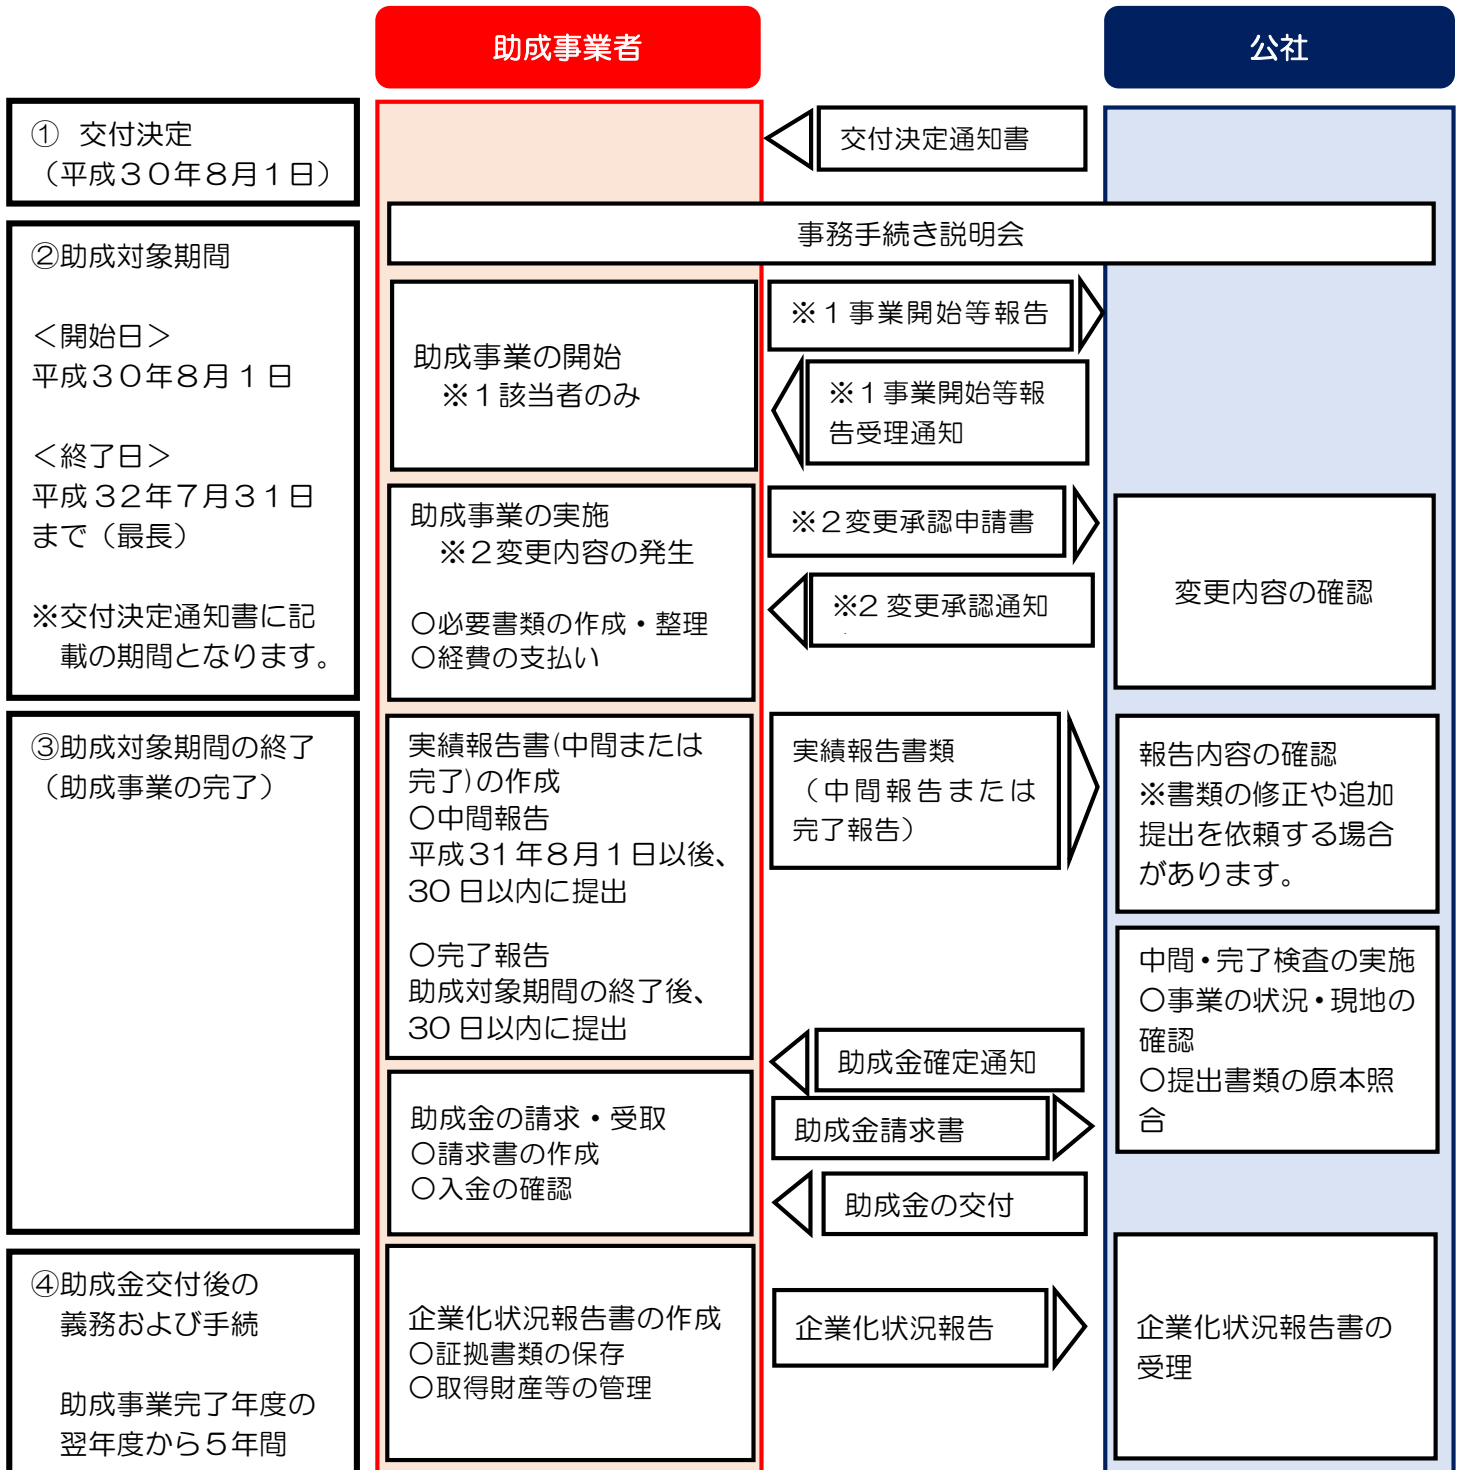 助成事業者
公社
① 交付決定
（平成３０年８月１日）
交付決定通知書
事務手続き説明会
②助成対象期間
＜開始日＞
平成３０年８月１日
＜終了日＞
平成３２年７月３１日
まで（最長）
※交付決定通知書に記
載の期間となります。
助成事業の開始
※１該当者のみ
※１事業開始等報告
※１事業開始等報
告受理通知
助成事業の実施
※２変更内容の発生
○必要書類の作成・整理
○経費の支払い
※２変更承認申請書
※2 変更承認通知
変更内容の確認
③助成対象期間の終了
（助成事業の完了）
実績報告書(中間または
完了)の作成
○中間報告
平成３１年８月１日以後、
30 日以内に提出
○完了報告
助成対象期間の終了後、
30 日以内に提出
実績報告書類
（中間報告または
完了報告）
報告内容の確認
※書類の修正や追加
提出を依頼する場合
があります。
中間・完了検査の実施
○事業の状況・現地の
確認
○提出書類の原本照
合
助成金確定通知
助成金の請求・受取
○請求書の作成
○入金の確認
助成金請求書
助成金の交付
④助成金交付後の
義務および手続
助成事業完了年度の
翌年度から５年間
企業化状況報告書の作成
○証拠書類の保存
○取得財産等の管理
企業化状況報告
企業化状況報告書の
受理